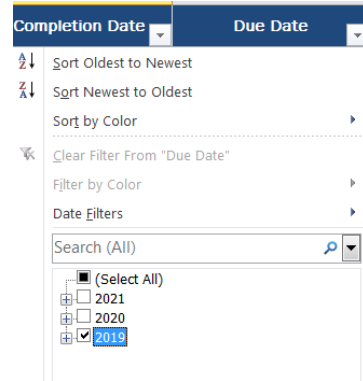 Completion Date Due Date
Sort Oldest to Newest
Sort Newest to Oldest
Sort by Color
Clear Filter From "Due Date"
Filter by Color
Date Filters
Search (All)
(Select All)
2021
2020
2019